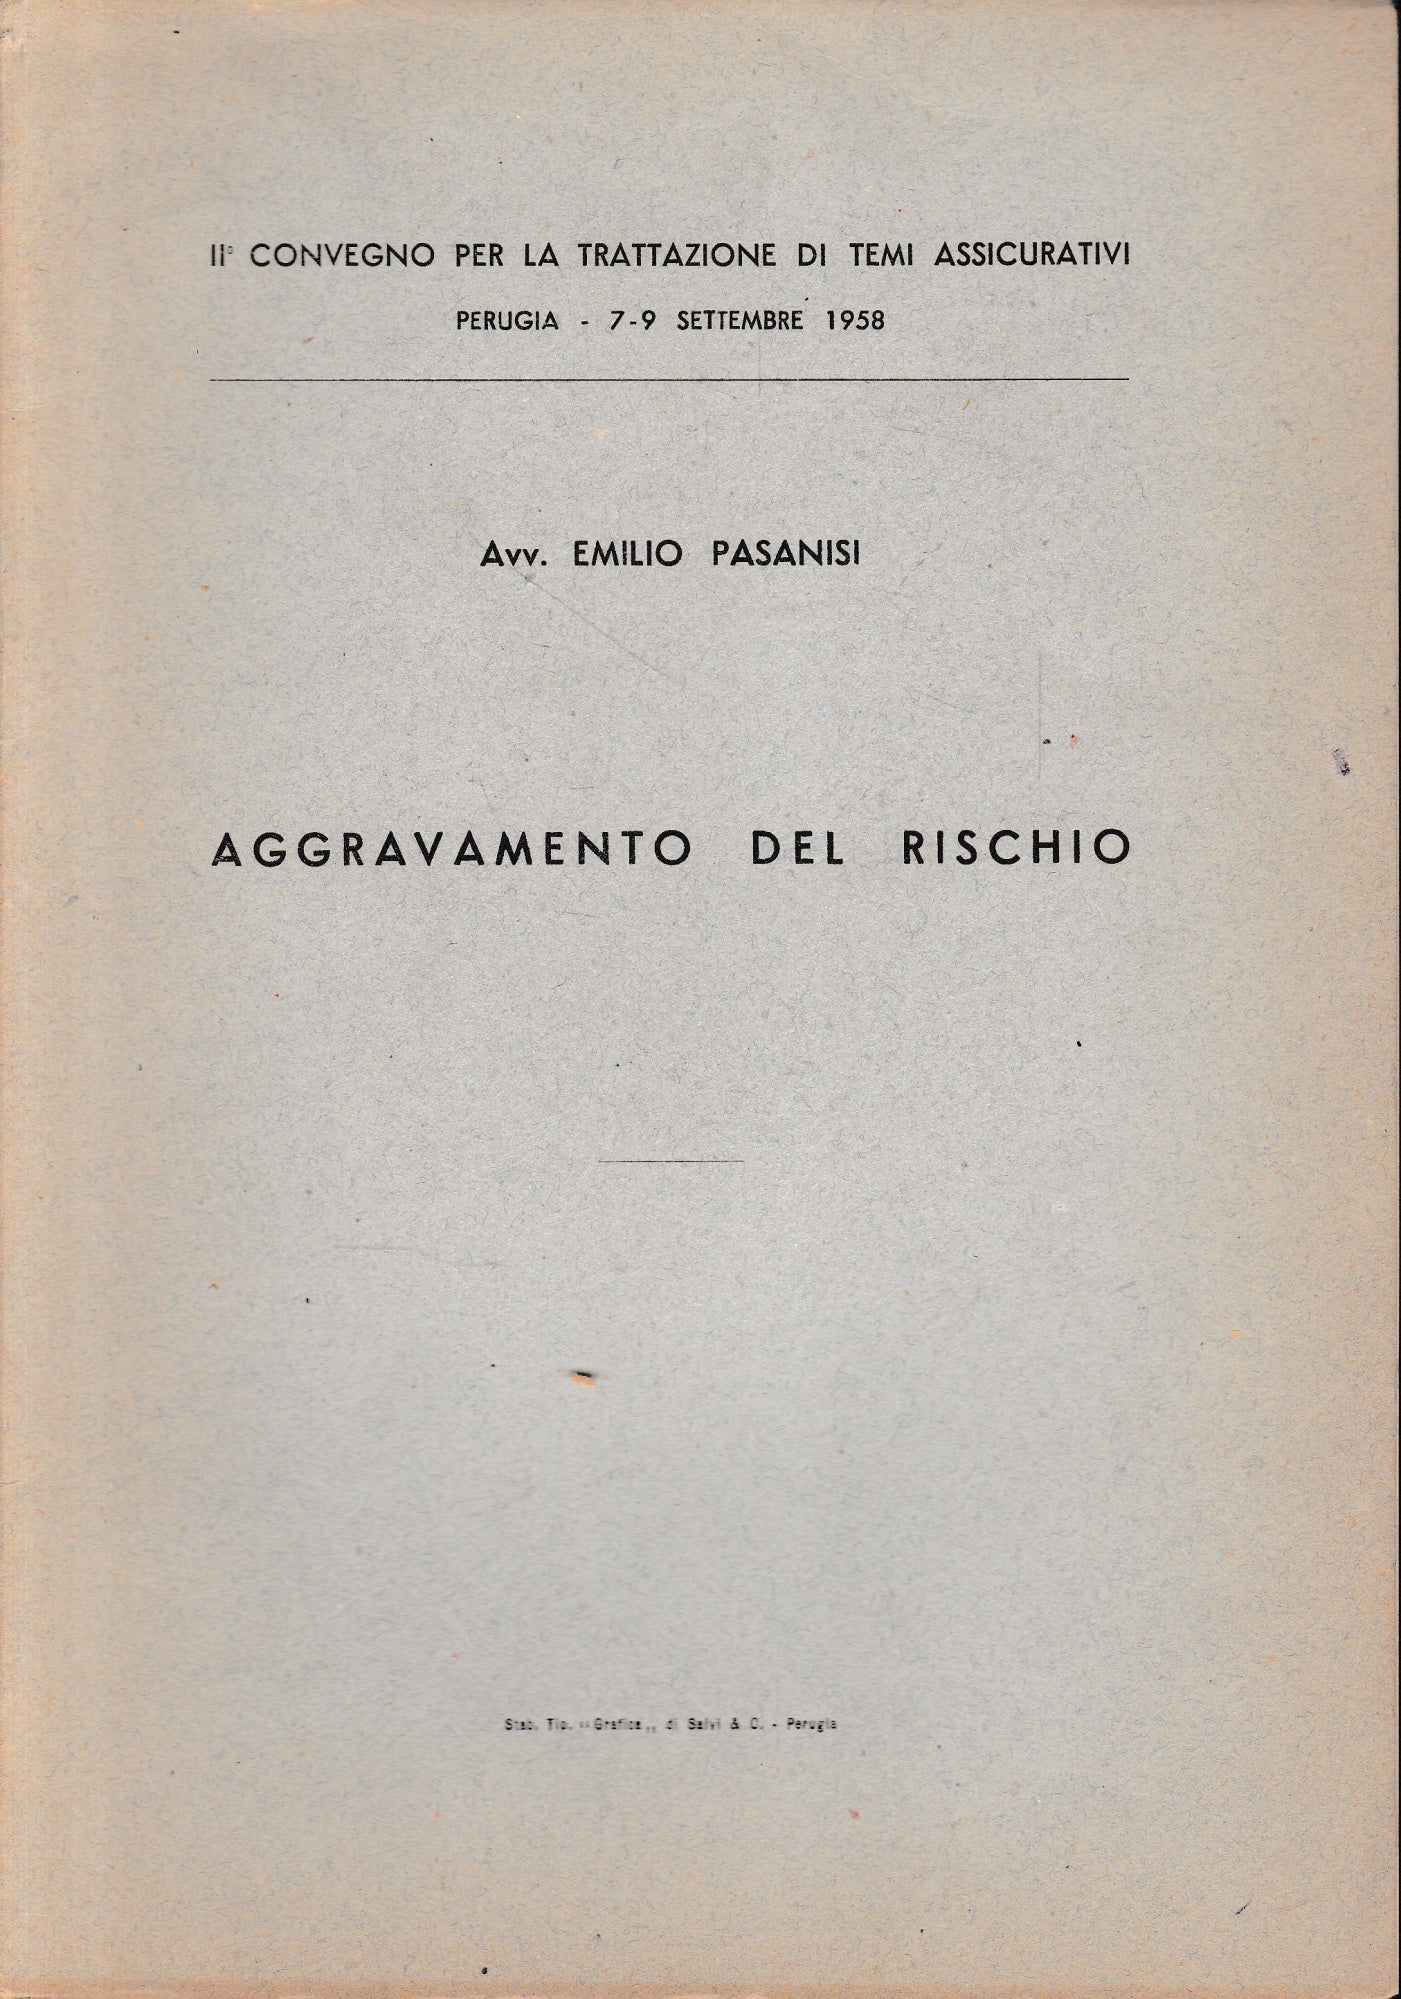 II° CONVEGNO PER LA TRATTAZIONE DI TEMI ASSICURATIVI
PERUGIA - 7-9 SETTEMBRE 1958
Avv. EMILIO PASANISI
AGGRAVAMENTO DEL RISCHIO
Stab. Tip. "Grafica„ di Salvi & C. - Perugia